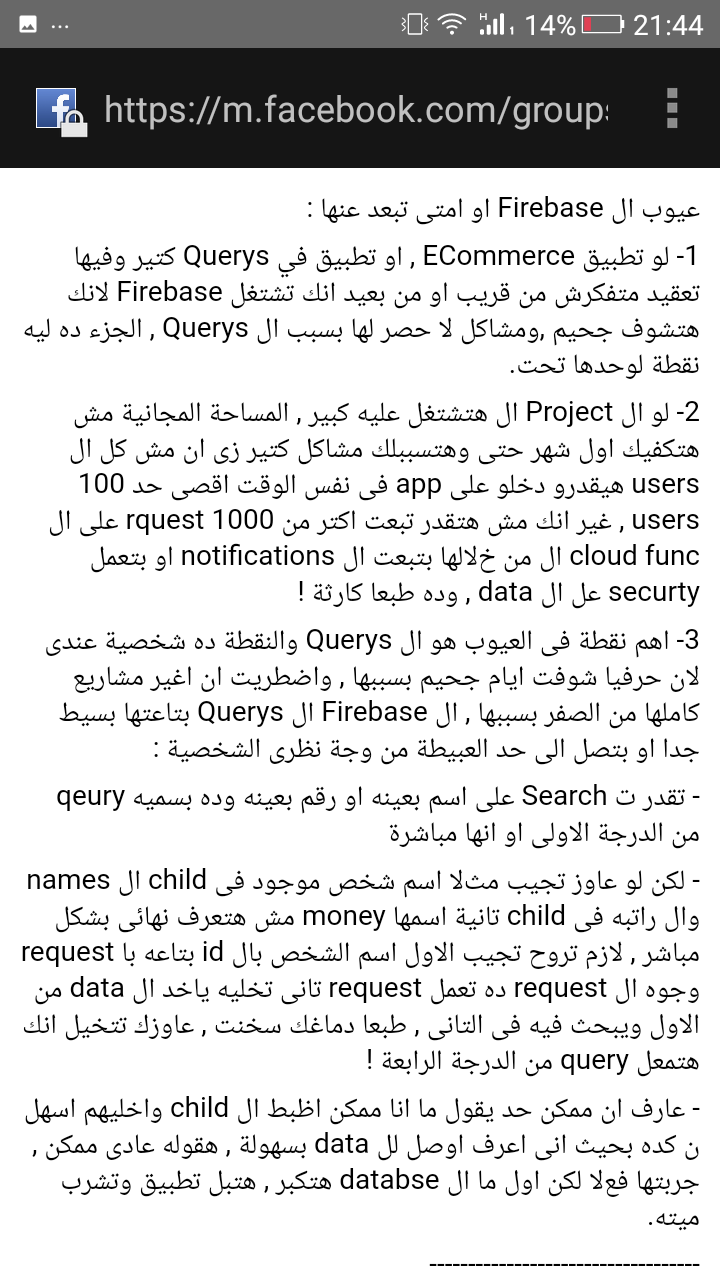 ... H 14% 21:44
https://m.facebook.com/groups
عيوب ال Firebase او امتى تبعد عنها :
1- لو تطبيق ECommerce , او تطبيق في Querys كتير وفيها
تعقيد متفكرش من قريب او من بعيد انك تشتغل Firebase لانك
هتشوف جحيم ,ومشاكل لا حصر لها بسبب ال Querys , الجزء ده ليه
نقطة لوحدها تحت.
2- لو ال Project ال هتشتغل عليه كبير , المساحة المجانية مش
هتكفيك اول شهر حتى وهتسببلك مشاكل كتير زى ان مش كل ال
users هيقدرو دخلو على app فى نفس الوقت اقصى حد 100
users , غير انك مش هتقدر تبعت اكتر من 1000 rquest على ال
cloud func ال من خلالها بتبعت ال notifications او بتعمل
securty عل ال data , وده طبعا كارثة !
3- اهم نقطة فى العيوب هو ال Querys والنقطة ده شخصية عندى
لان حرفيا شوفت ايام جحيم بسببها , واضطريت ان اغير مشاريع
كاملها من الصفر بسببها , ال Firebase ال Querys بتاعتها بسيط
جدا او بتصل الى حد العبيطة من وجة نظرى الشخصية :
- تقدر ت Search على اسم بعينه او رقم بعينه وده بسميه qeury
من الدرجة الاولى او انها مباشرة
- لكن لو عاوز تجيب مثلا اسم شخص موجود فى child ال names
وال راتبه فى child تانية اسمها money مش هتعرف نهائى بشكل
مباشر , لازم تروح تجيب الاول اسم الشخص بال id بتاعه با request
وجوه ال request ده تعمل request تانى تخليه ياخد ال data من
الاول ويبحث فيه فى التانى , طبعا دماغك سخنت , عاوزك تتخيل انك
هتمعل query من الدرجة الرابعة !
- عارف ان ممكن حد يقول ما انا ممكن اظبط ال child واخليهم اسهل
ن كده بحيث انى اعرف اوصل لل data بسهولة , هقوله عادى ممكن ,
جربتها فعلا لكن اول ما ال databse هتكبر , هتبل تطبيق وتشرب
ميته.
-----------------------------------